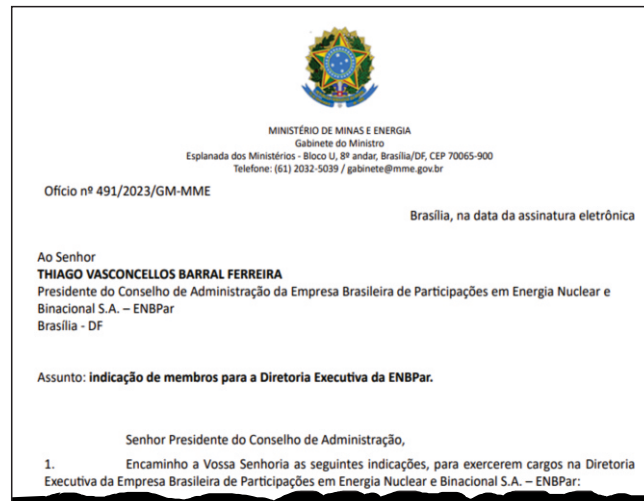 MINISTÉRIO DE MINAS E ENERGIA
Gabinete do Ministro
Esplanada dos Ministérios - Bloco U, 8º andar, Brasília/DF, CEP 70065-900
Telefone: (61) 2032-5039 / gabinete@mme.gov.br
Ofício nº 491/2023/GM-MME
Brasília, na data da assinatura eletrônica
Ao Senhor
THIAGO VASCONCELLOS BARRAL FERREIRA
Presidente do Conselho de Administração da Empresa Brasileira de Participações em Energia Nuclear e
Binacional S.A. – ENBPar
Brasília - DF
Assunto: indicação de membros para a Diretoria Executiva da ENBPar.
Senhor Presidente do Conselho de Administração,
1. Encaminho a Vossa Senhoria as seguintes indicações, para exercerem cargos na Diretoria
Executiva da Empresa Brasileira de Participações em Energia Nuclear e Binacional S.A. – ENBPar: